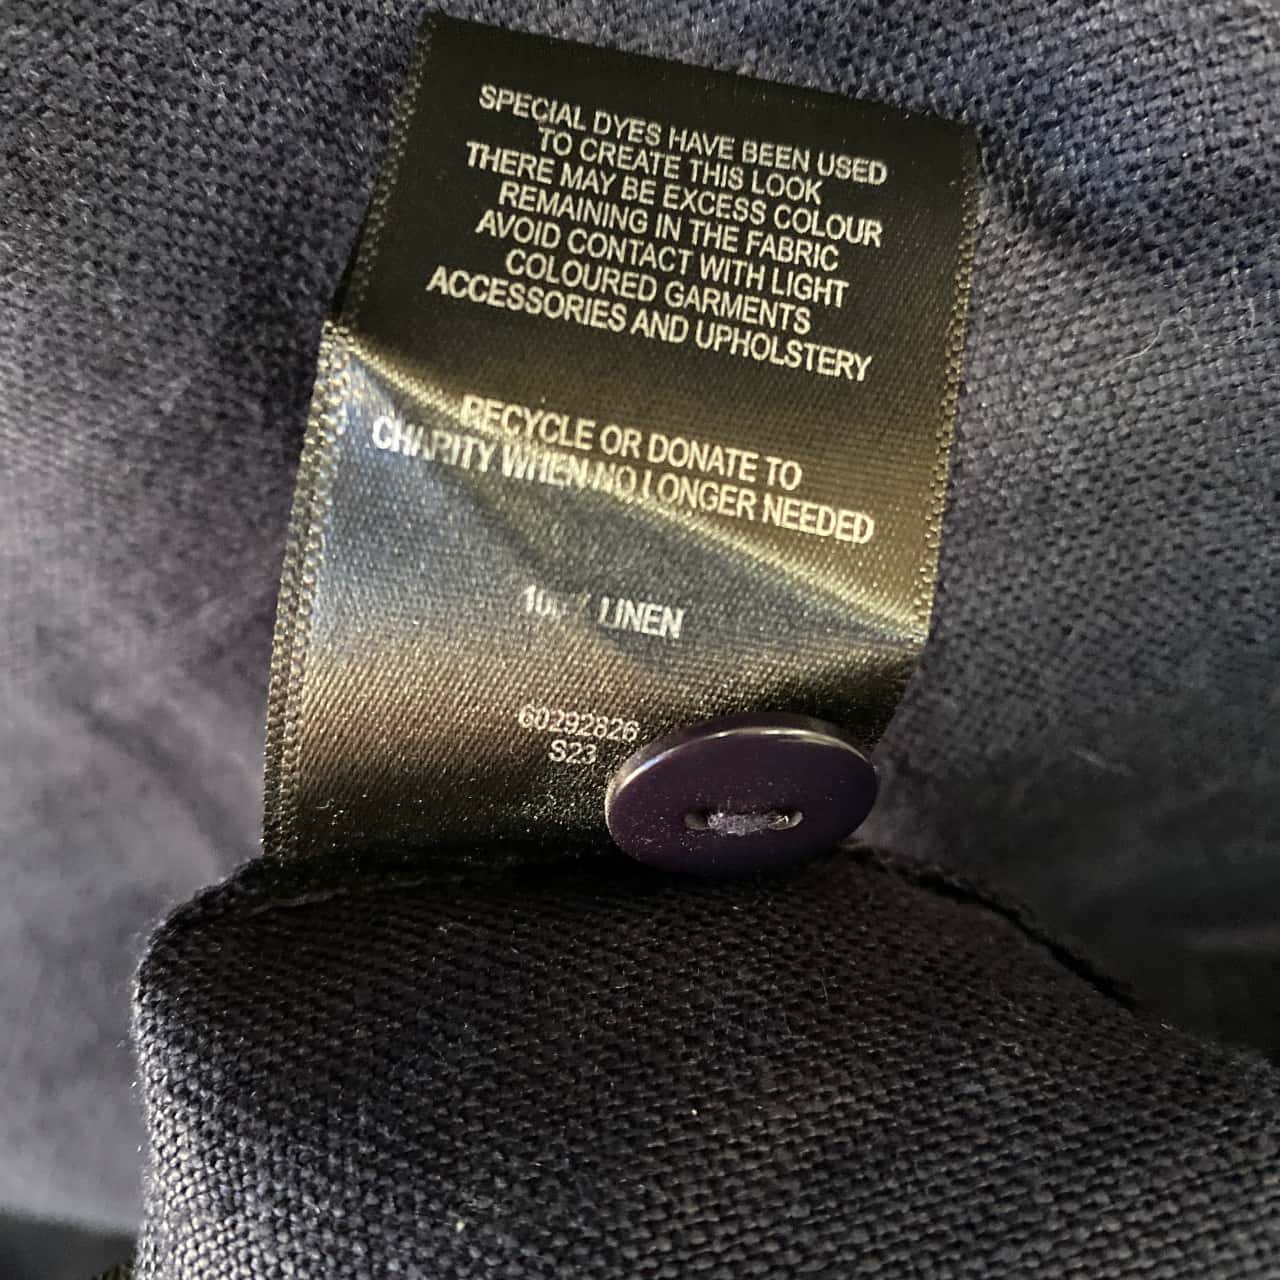 SPECIAL DYES HAVE BEEN USED
TO CREATE THIS LOOK
THERE MAY BE EXCESS COLOUR
REMAINING IN THE FABRIC
AVOID CONTACT WITH LIGHT
COLOURED GARMENTS
ACCESSORIES AND UPHOLSTERY
RECYCLE OR DONATE TO
CHARITY WHEN NO LONGER NEEDED
100% LINEN
60292826
S23